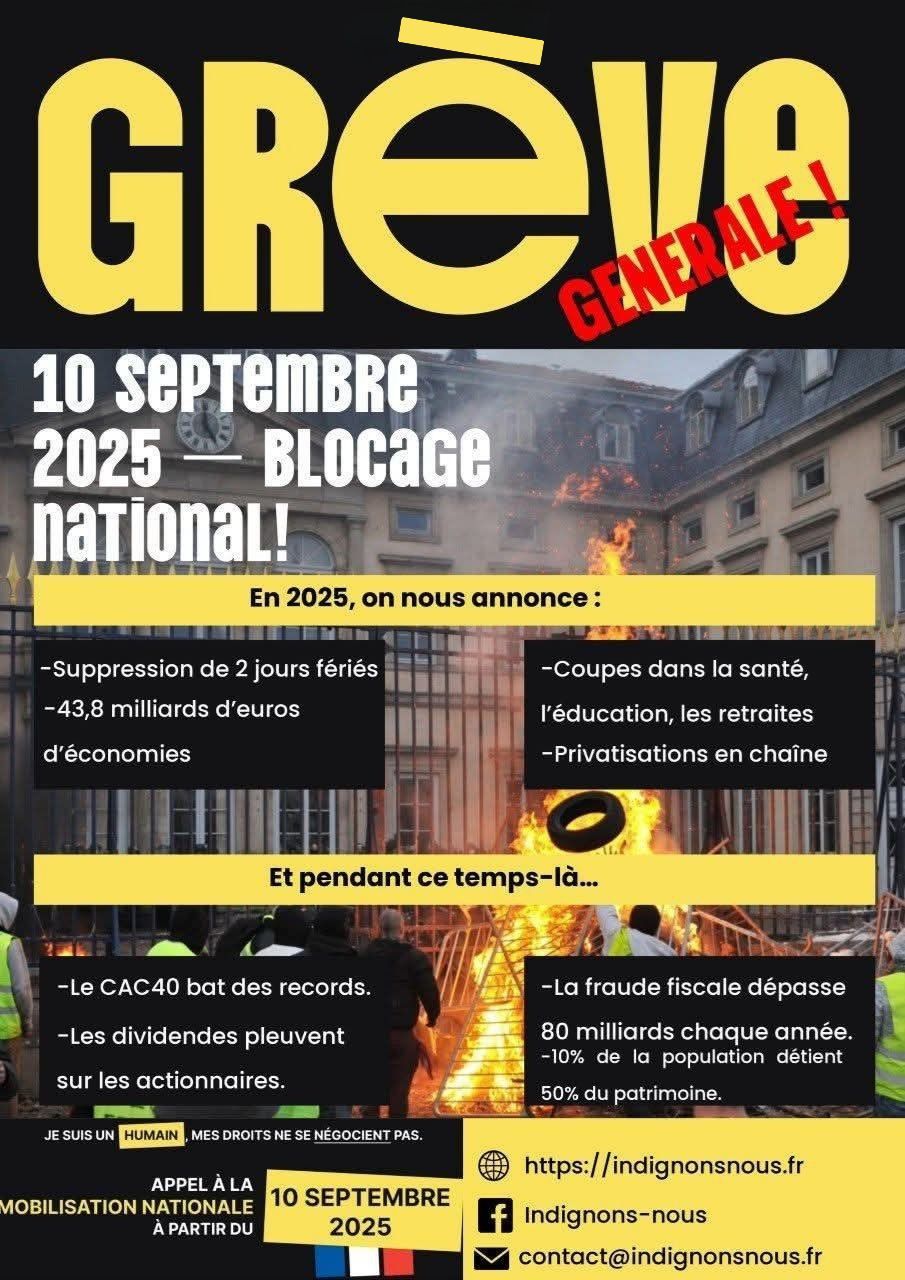 GRève
GENERALE !
10 septembre
2025 — Blocage
national!
En 2025, on nous annonce :
-Suppression de 2 jours fériés
-43,8 milliards d’euros
d’économies
-Coupes dans la santé,
l’éducation, les retraites
-Privatisations en chaîne
Et pendant ce temps-là…
-Le CAC40 bat des records.
-Les dividendes pleuvent
sur les actionnaires.
-La fraude fiscale dépasse
80 milliards chaque année.
-10% de la population détient
50% du patrimoine.
JE SUIS UN HUMAIN, MES DROITS NE SE NÉGOCIENT PAS.
APPEL À LA
MOBILISATION NATIONALE
À PARTIR DU
10 SEPTEMBRE
2025
https://indignonsnous.fr
Indignons-nous
contact@indignonsnous.fr